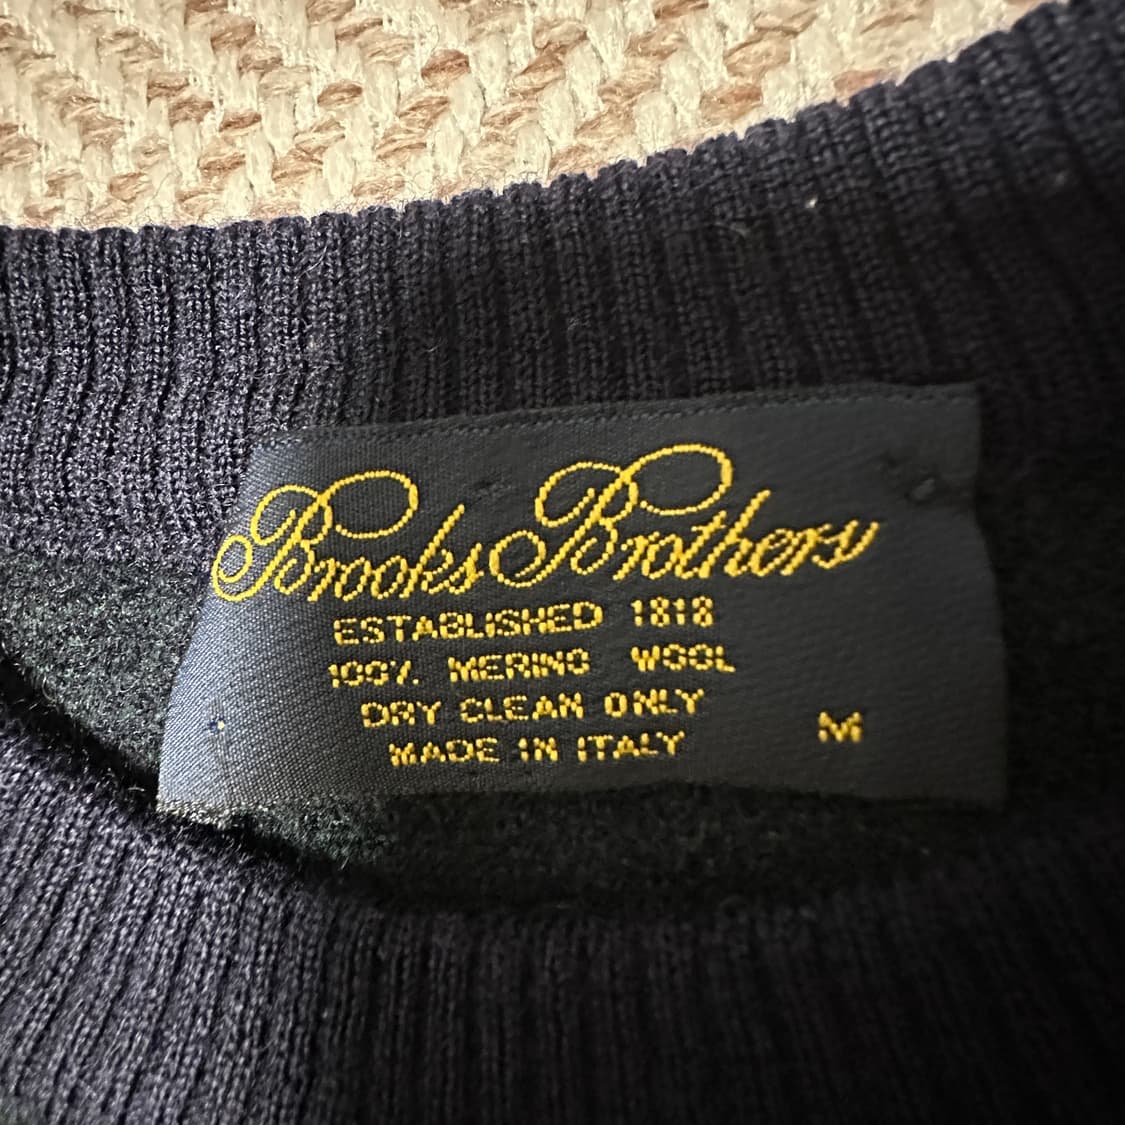 Brooks Brothers
ESTABLISHED 1818
100% MERINO WOOL
DRY CLEAN ONLY
MADE IN ITALY
M